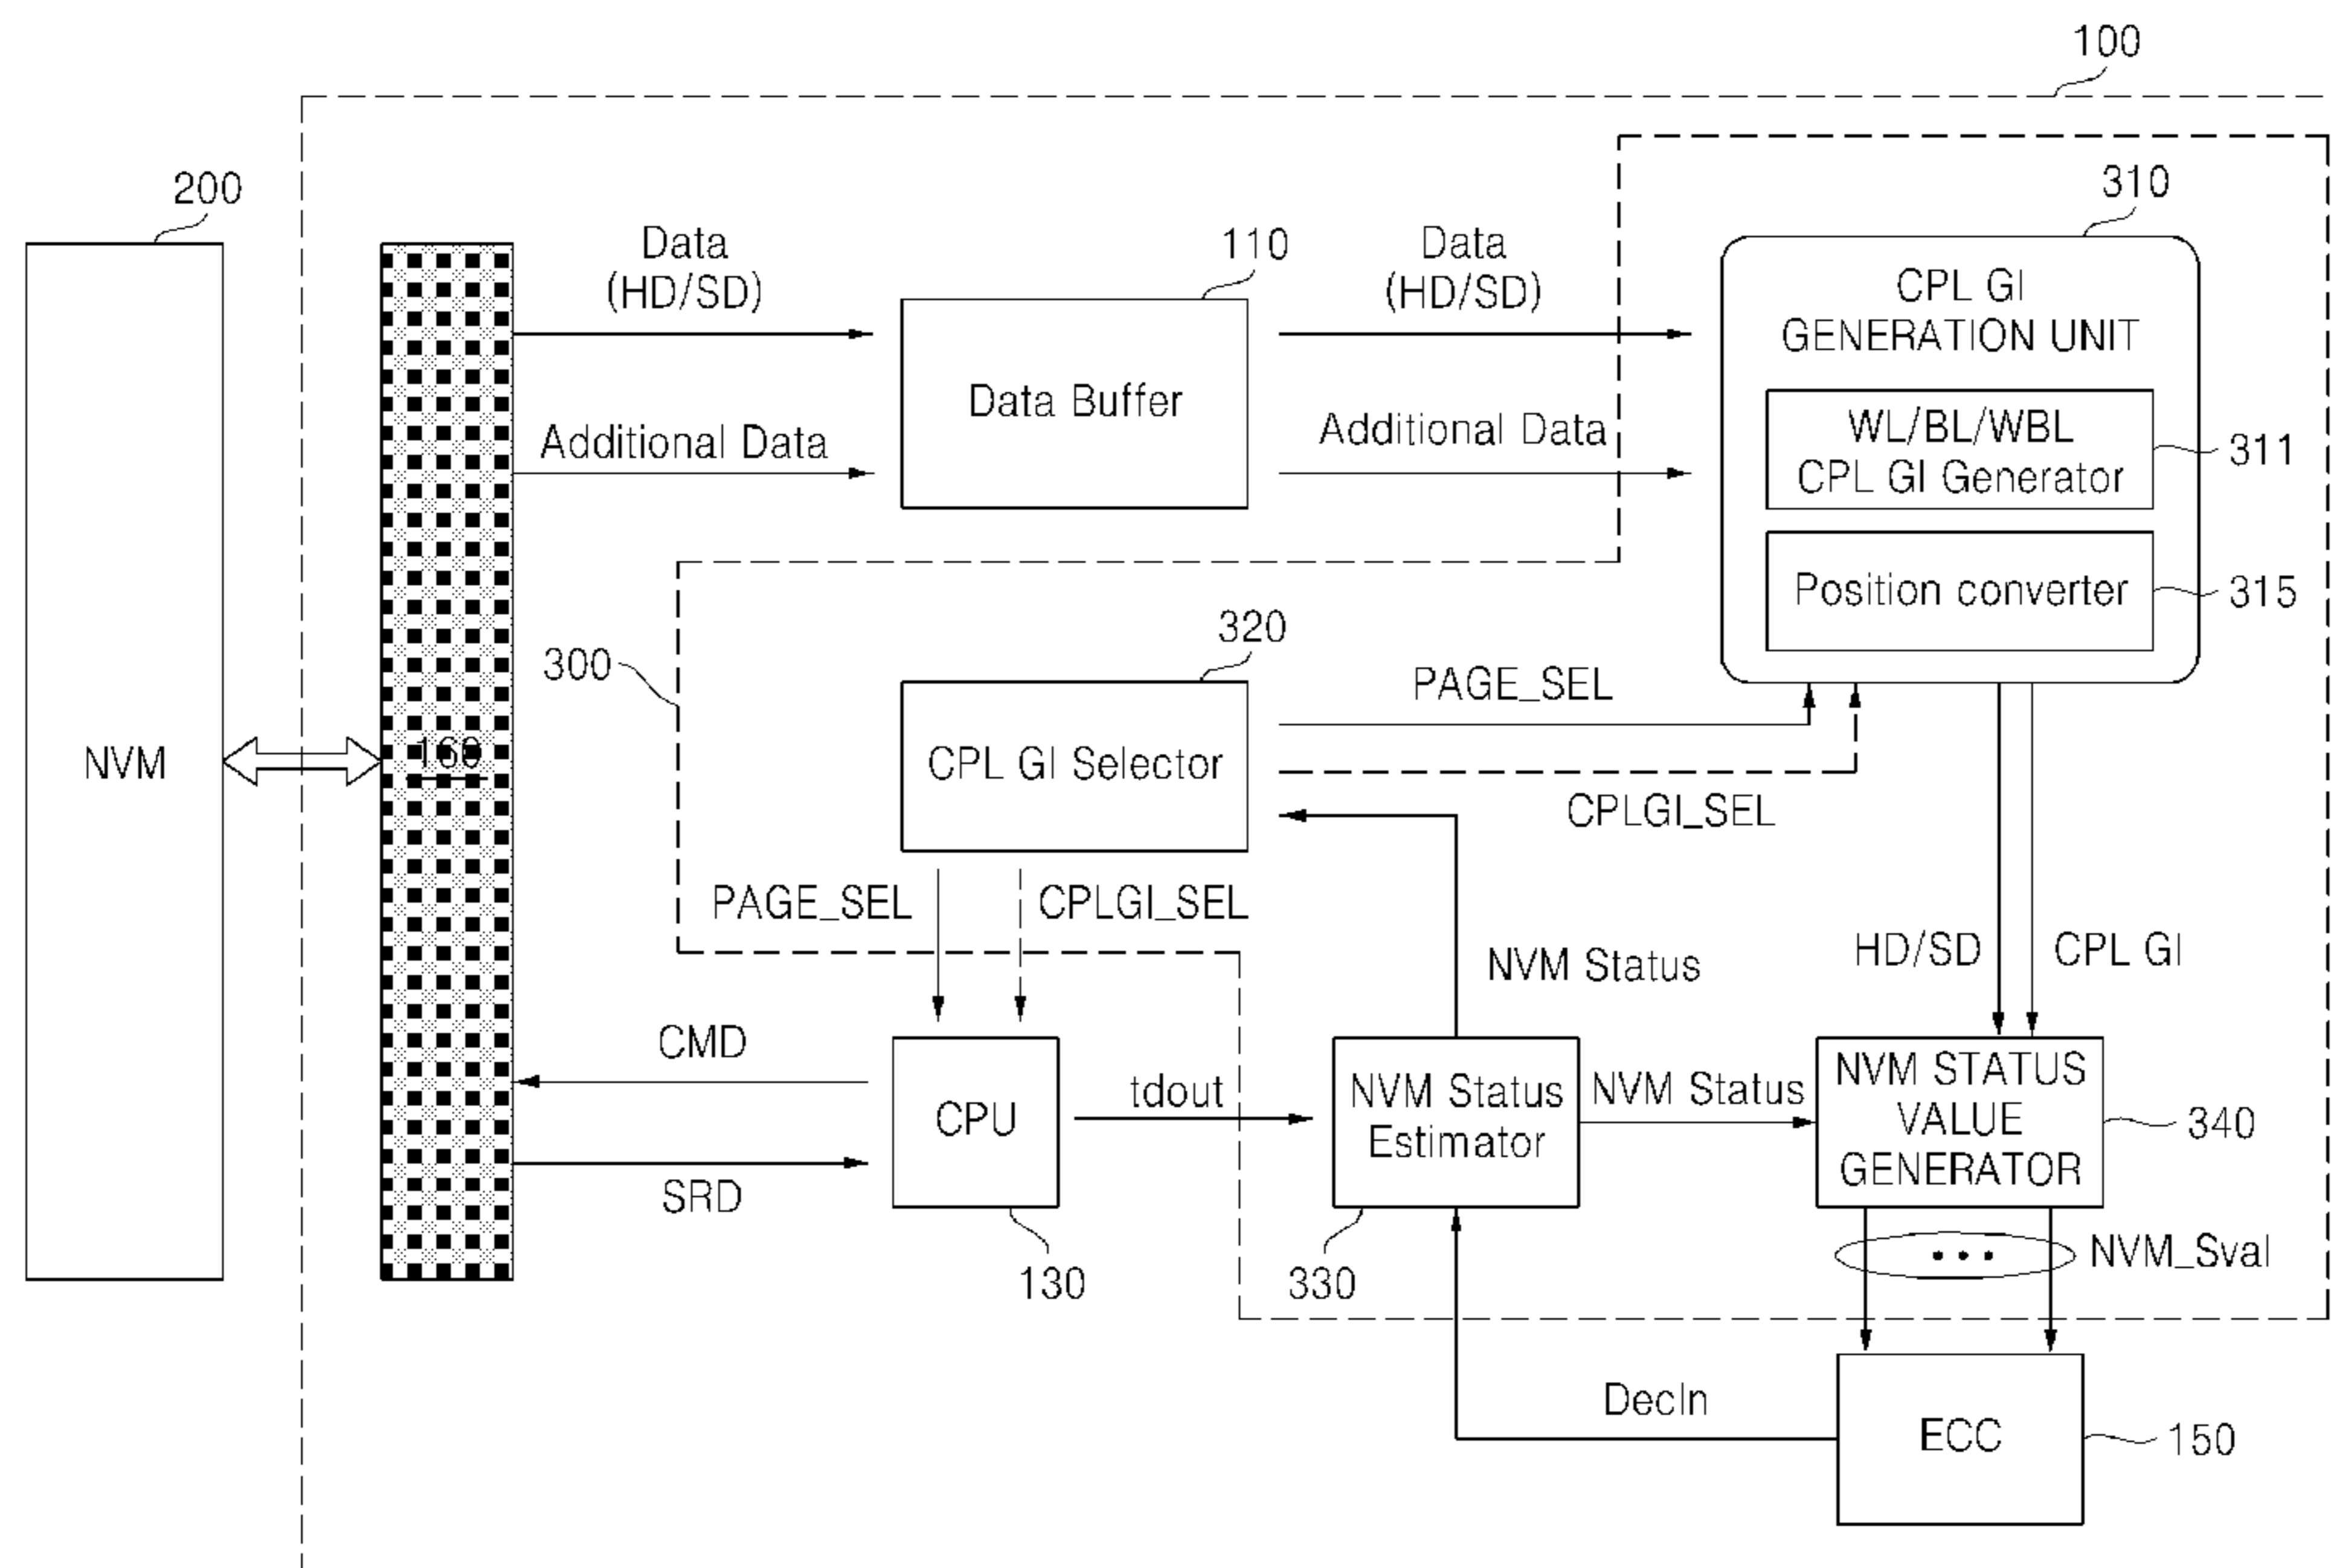 100
200
310
Data
(HD/SD)
110
Data
(HD/SD)
CPL GI
GENERATION UNIT
Data Buffer
Additional Data
Additional Data
WL/BL/WBL
CPL GI Generator
311
Position converter
315
320
300
PAGE_SEL
NVM
160
CPL GI Selector
CPLGI_SEL
PAGE_SEL
CPLGI_SEL
NVM Status
HD/SD
CPL GI
CMD
CPU
tdout
NVM Status
Estimator
NVM Status
NVM STATUS
VALUE
GENERATOR
340
SRD
130
330
NVM_Sval
DecIn
ECC
150